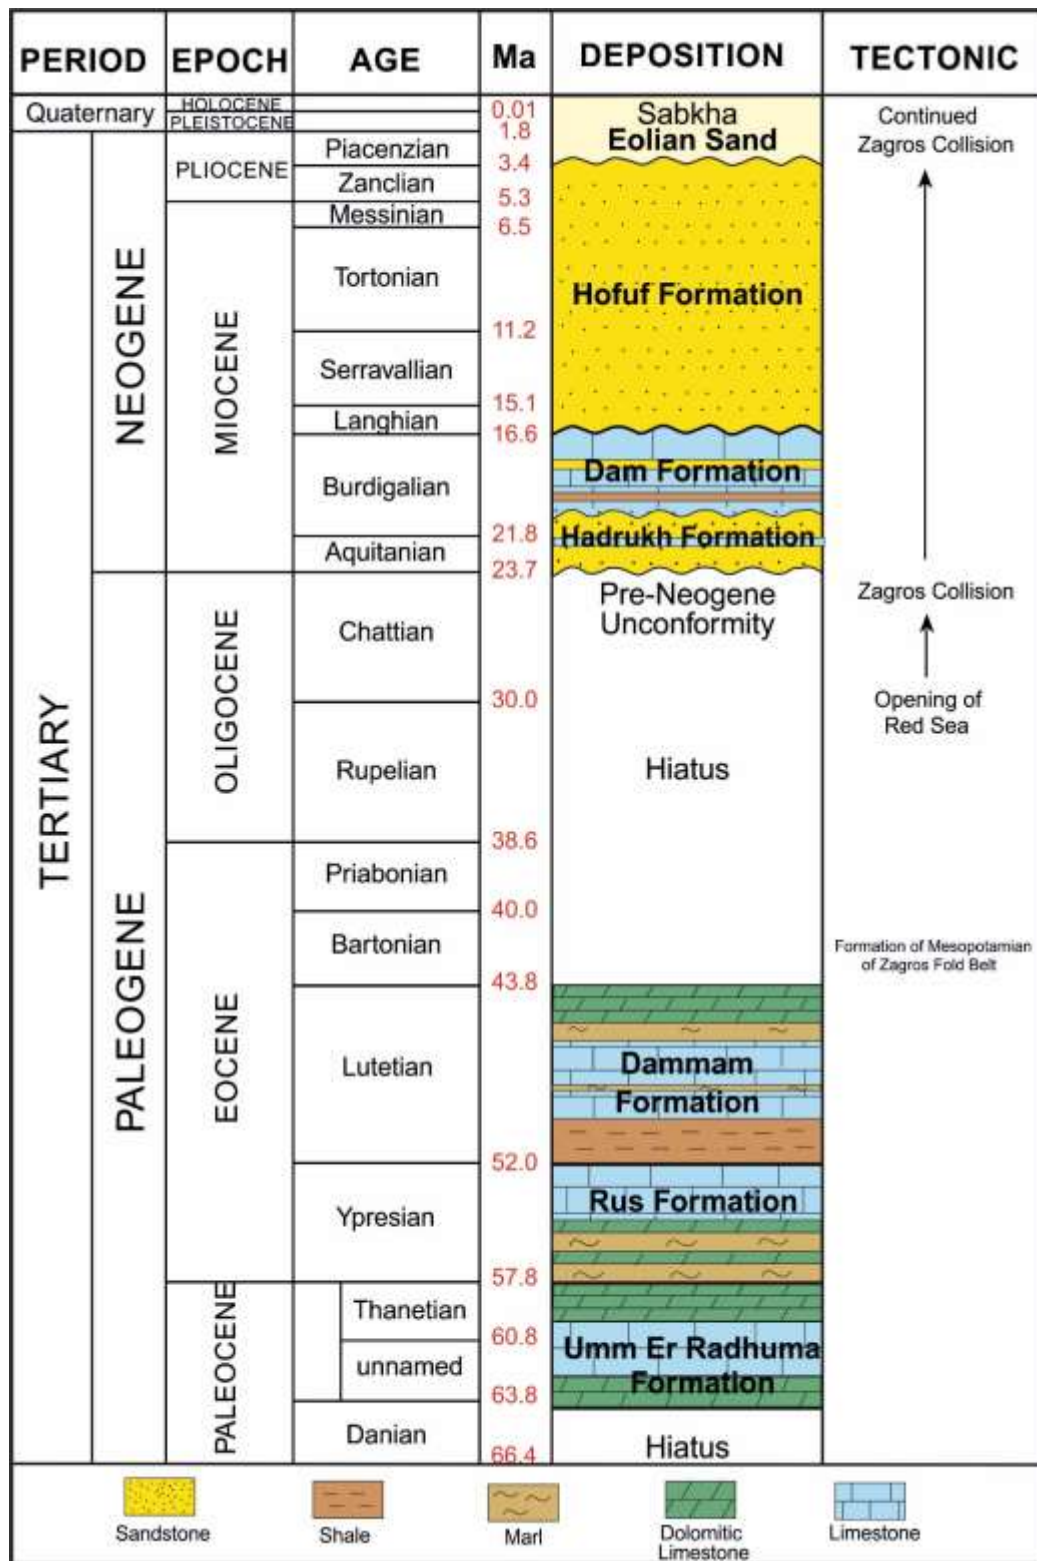 PERIOD EPOCH AGE Ma DEPOSITION TECTONIC
Quaternary
TERTIARY
NEOGENE
PALEOGENE
HOLOCENE
PLEISTOCENE
PLIOCENE
MIOCENE
OLIGOCENE
EOCENE
PALEOCENE
Piacenzian
Zanclian
Messinian
Tortonian
Serravallian
Langhian
Burdigalian
Aquitanian
Chattian
Rupelian
Priabonian
Bartonian
Lutetian
Ypresian
Thanetian
unnamed
Danian
0.01
1.8
3.4
5.3
6.5
11.2
15.1
16.6
21.8
23.7
30.0
38.6
40.0
43.8
52.0
57.8
60.8
63.8
66.4
Sabkha
Eolian Sand
Hofuf Formation
Dam Formation
Hadrukh Formation
Pre-Neogene
Unconformity
Hiatus
Dammam
Formation
Rus Formation
Umm Er Radhuma
Formation
Hiatus
Continued
Zagros Collision
Zagros Collision
Opening of
Red Sea
Formation of Mesopotamian
of Zagros Fold Belt
Sandstone
Shale
Marl
Dolomitic
Limestone
Limestone